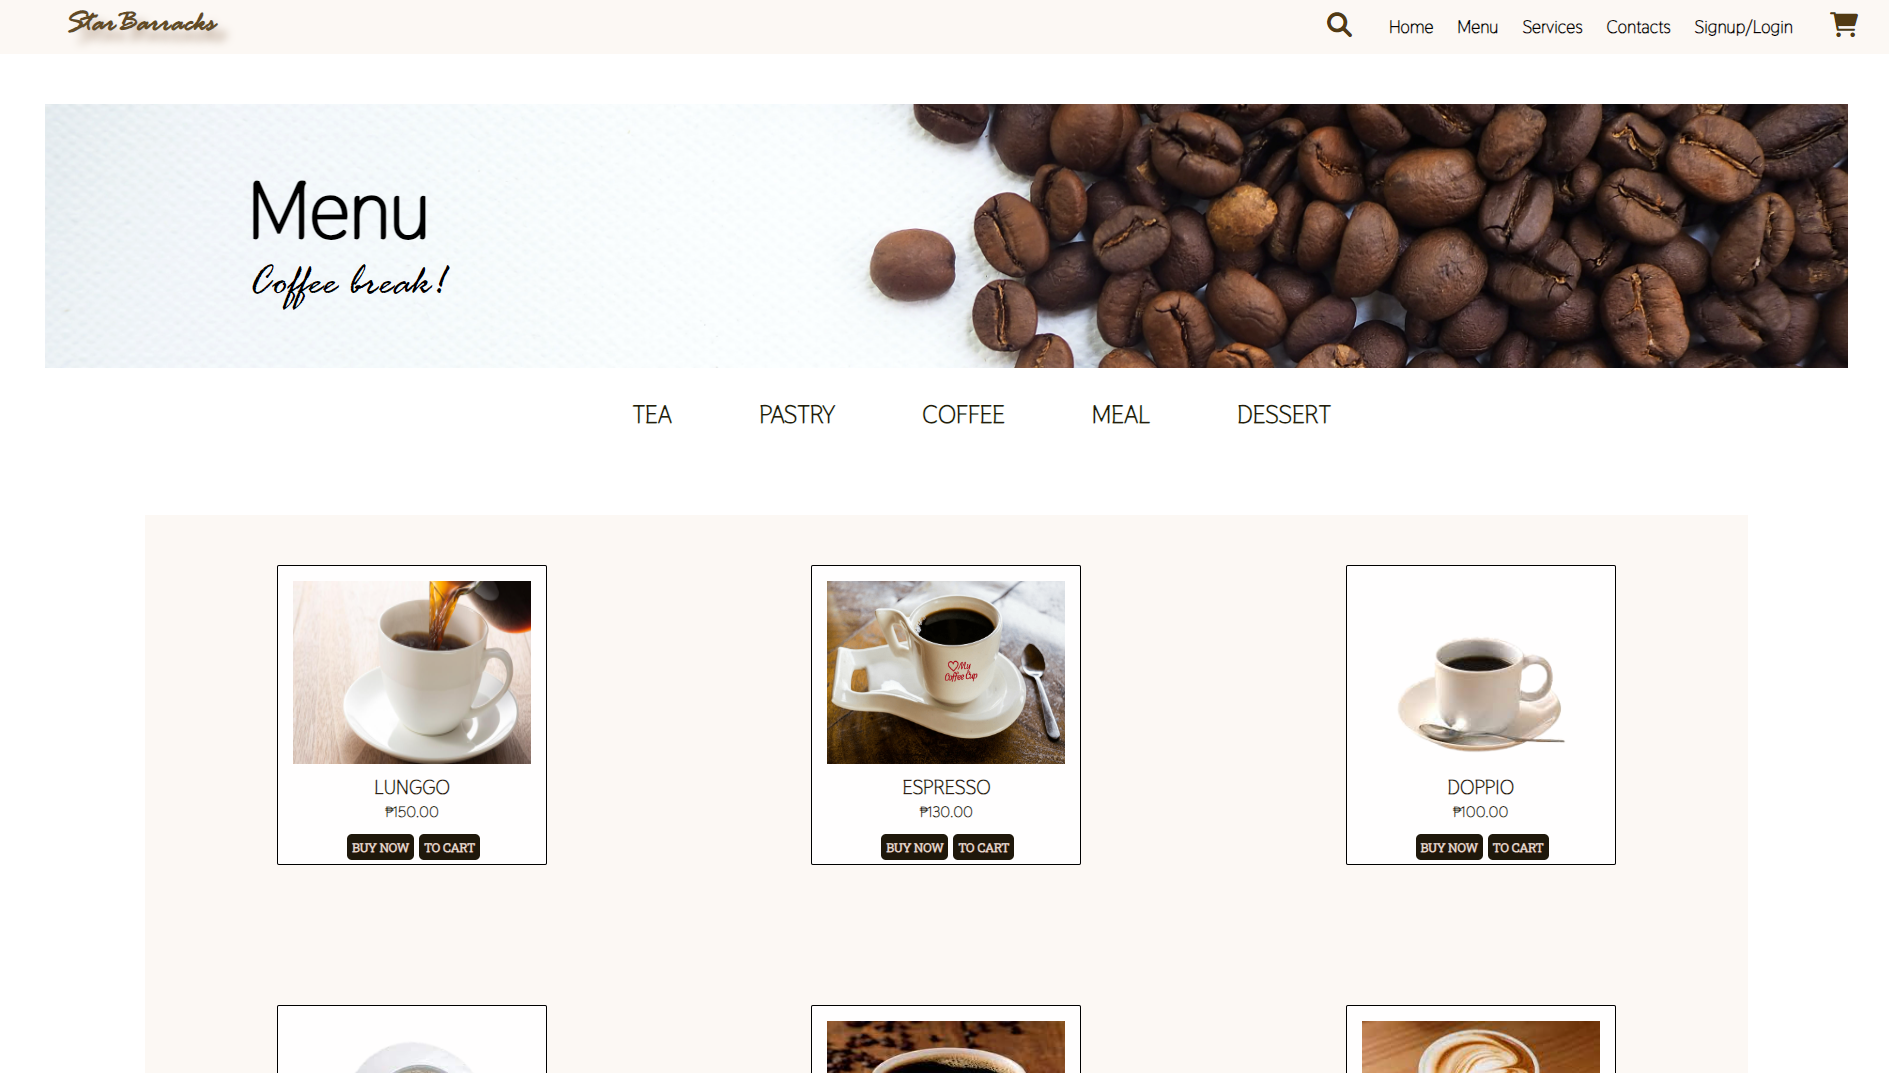 Star Barracks
Home Menu Services Contacts Signup/Login
Menu
Coffee break!
TEA PASTRY COFFEE MEAL DESSERT
My
Coffee Cup
LUNGGO ESPRESSO DOPPIO
₱150.00 ₱130.00 ₱100.00
BUY NOW TO CART BUY NOW TO CART BUY NOW TO CART